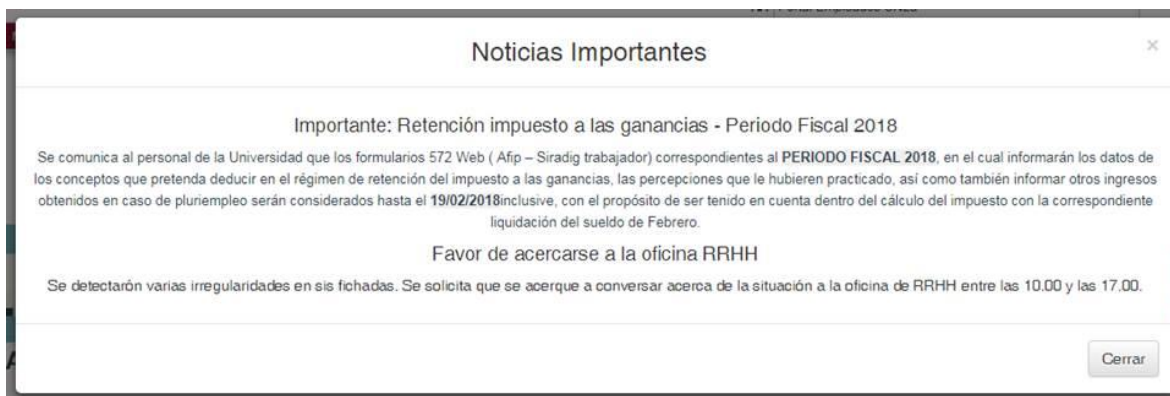 Noticias Importantes
×
Importante: Retención impuesto a las ganancias - Periodo Fiscal 2018
Se comunica al personal de la Universidad que los formularios 572 Web ( Afip – Siradig trabajador) correspondientes al PERIODO FISCAL 2018, en el cual informarán los datos de
los conceptos que pretenda deducir en el régimen de retención del impuesto a las ganancias, las percepciones que le hubieren practicado, así como también informar otros ingresos
obtenidos en caso de pluriempleo serán considerados hasta el 19/02/2018inclusive, con el propósito de ser tenido en cuenta dentro del cálculo del impuesto con la correspondiente
liquidación del sueldo de Febrero.
Favor de acercarse a la oficina RRHH
Se detectarón varias irregularidades en sis fichadas. Se solicita que se acerque a conversar acerca de la situación a la oficina de RRHH entre las 10.00 y las 17.00.
Cerrar